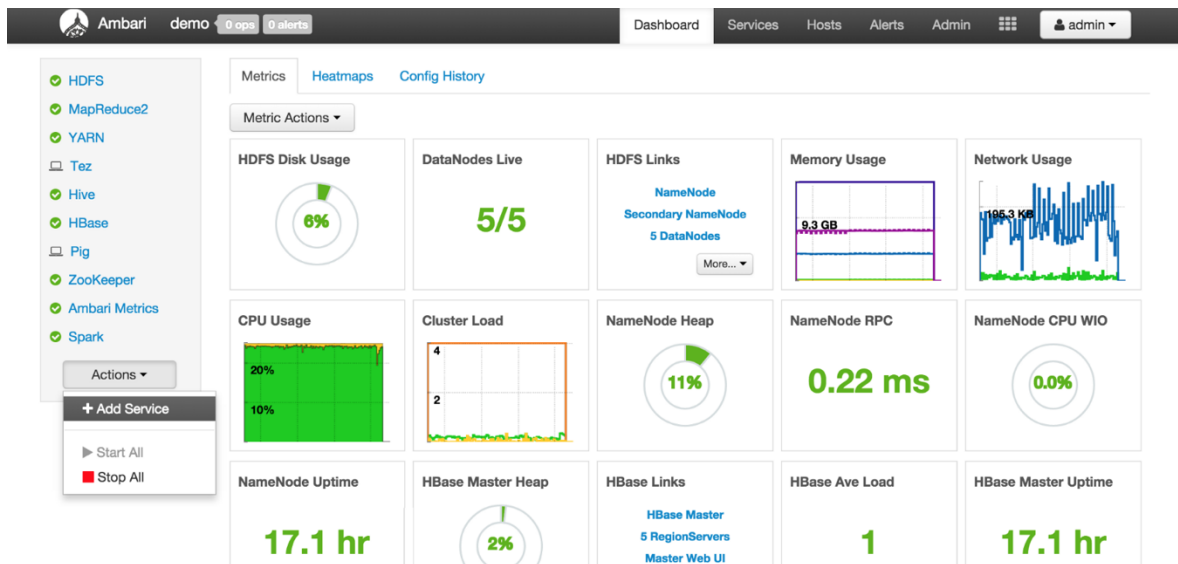 Ambari demo 0 ops 0 alerts Dashboard Services Hosts Alerts Admin admin
HDFS
MapReduce2
YARN
Tez
Hive
HBase
Pig
ZooKeeper
Ambari Metrics
Spark
Actions
+ Add Service
Start All
Stop All
Metrics Heatmaps Config History
Metric Actions
HDFS Disk Usage
6%
DataNodes Live
5/5
HDFS Links
NameNode
Secondary NameNode
5 DataNodes
More...
Memory Usage
9.3 GB
Network Usage
195.3 KB
CPU Usage
20%
10%
Cluster Load
4
2
NameNode Heap
11%
NameNode RPC
0.22 ms
NameNode CPU WIO
0.0%
NameNode Uptime
17.1 hr
HBase Master Heap
2%
HBase Links
HBase Master
5 RegionServers
Master Web UI
HBase Ave Load
1
HBase Master Uptime
17.1 hr